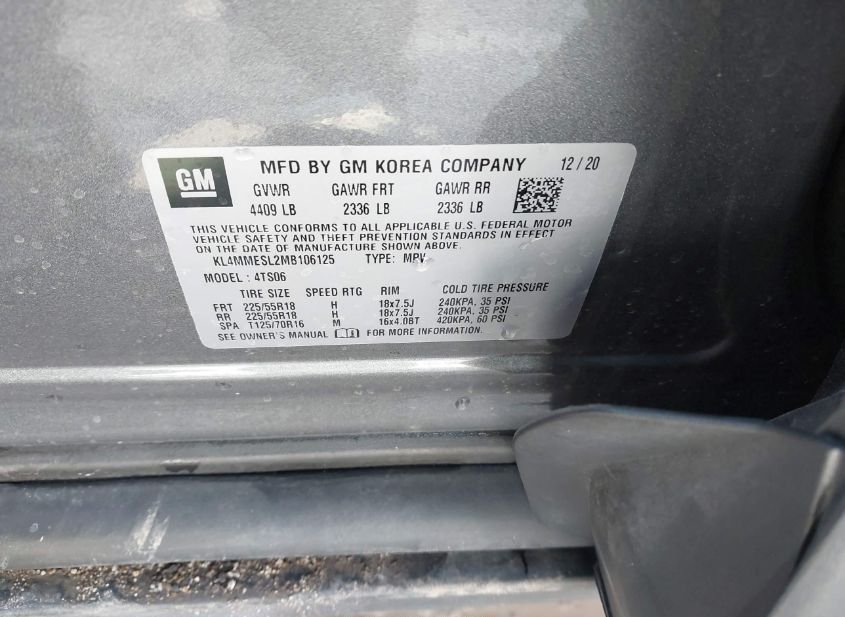 GM MFD BY GM KOREA COMPANY 12/20
GVWR GAWR FRT GAWR RR
4409 LB 2336 LB 2336 LB
THIS VEHICLE CONFORMS TO ALL APPLICABLE U.S. FEDERAL MOTOR
VEHICLE SAFETY AND THEFT PREVENTION STANDARDS IN EFFECT
ON THE DATE OF MANUFACTURE SHOWN ABOVE.
KL4MMESL2MB106125 TYPE: MPV
MODEL: 4TS06
TIRE SIZE SPEED RTG RIM COLD TIRE PRESSURE
FRT 225/55R18 H 18x7.5J 240KPA, 35 PSI
RR 225/55R18 H 18x7.5J 240KPA, 35 PSI
SPA T125/70R16 M 16x4.0BT 420KPA, 60 PSI
SEE OWNER'S MANUAL FOR MORE INFORMATION.